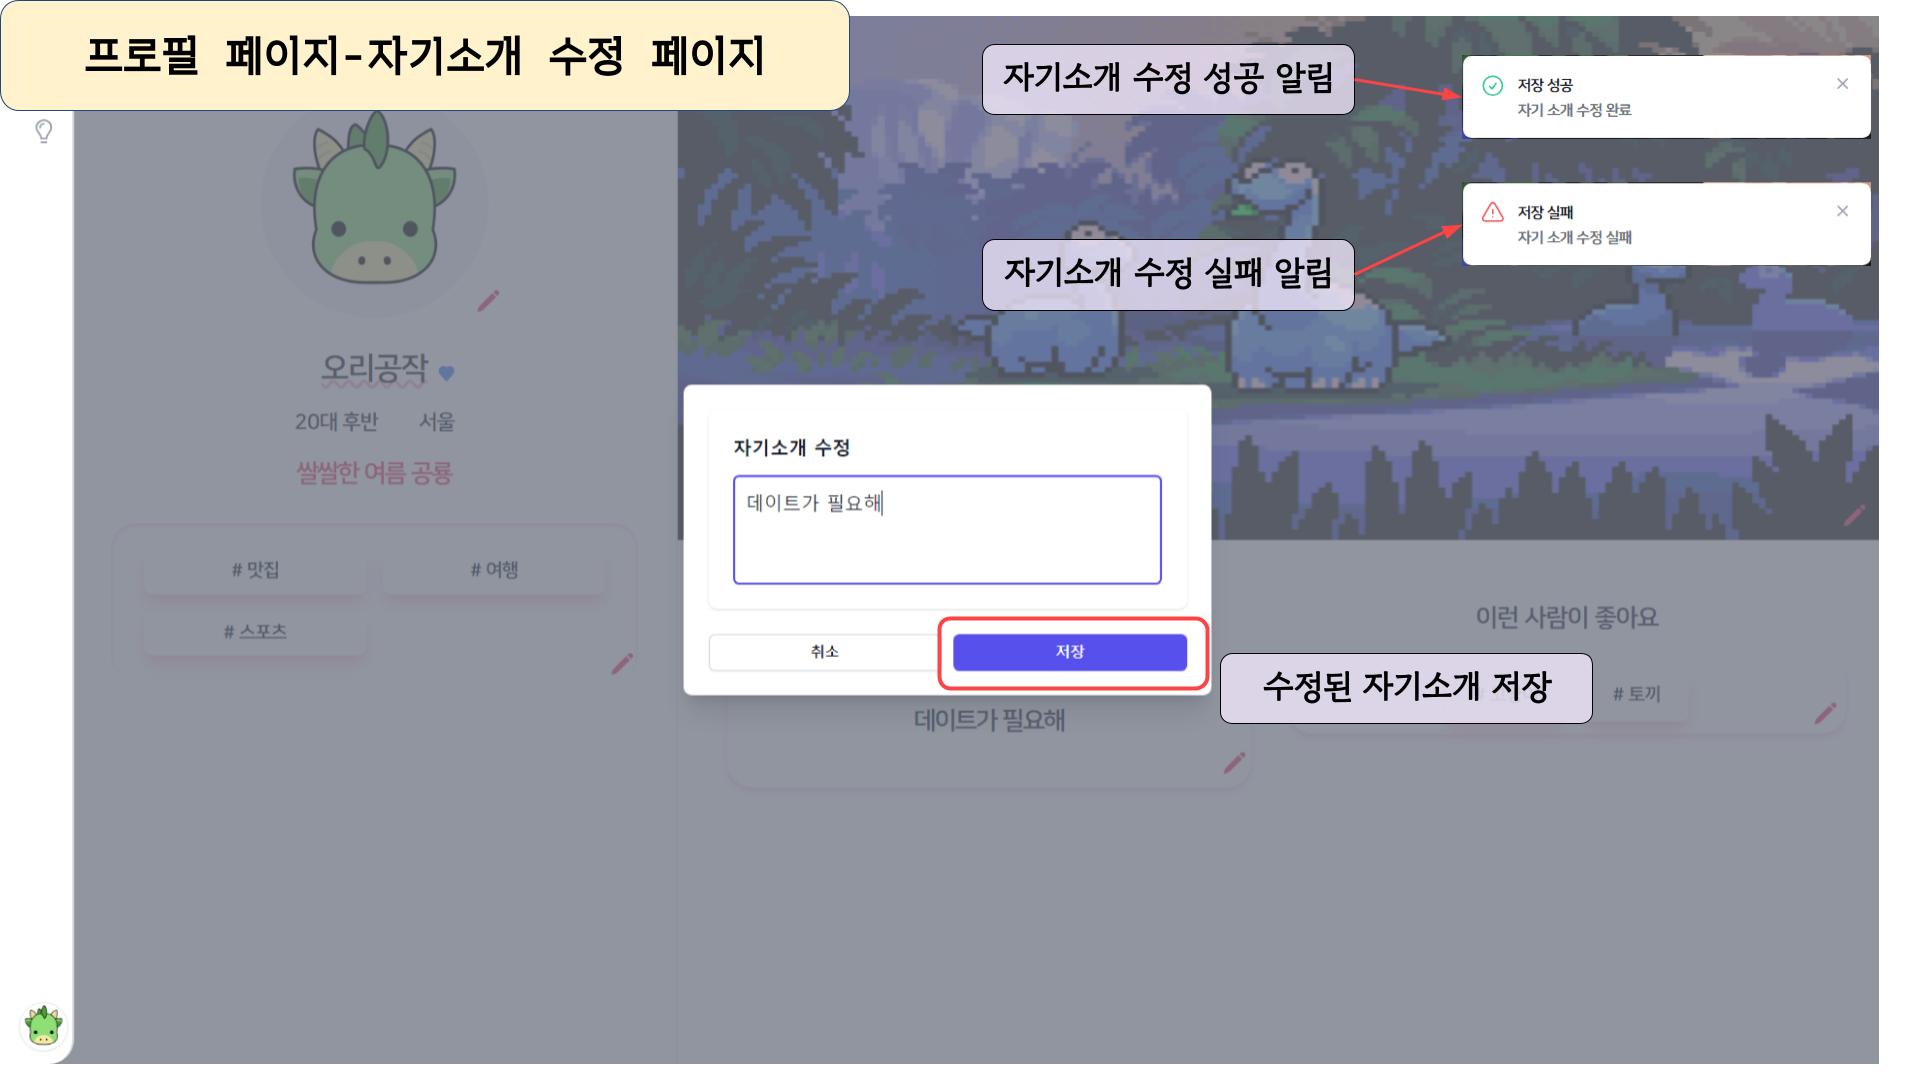 프로필 페이지-자기소개 수정 페이지
자기소개 수정 성공 알림
저장 성공
자기 소개 수정 완료
저장 실패
자기 소개 수정 실패
자기소개 수정 실패 알림
오리공작
20대 후반 서울
쌀쌀한 여름 공룡
# 맛집 # 여행
# 스포츠
자기소개 수정
데이트가 필요해
취소 저장
데이트가 필요해
이런 사람이 좋아요
수정된 자기소개 저장
# 토끼